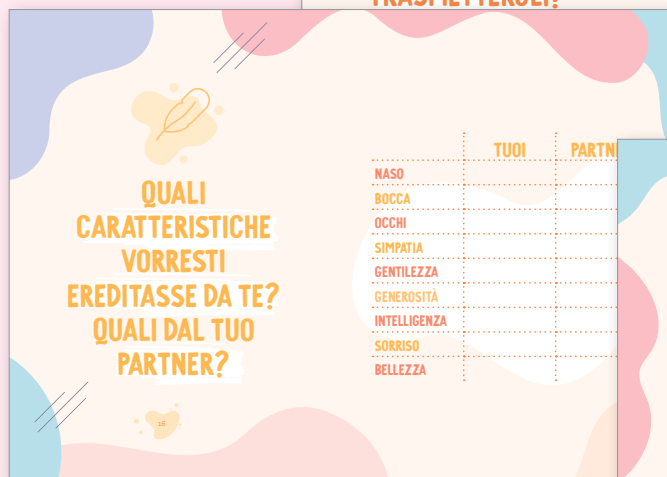 QUALI
CARATTERISTICHE
VORRESTI
EREDITASSE DA TE?
QUALI DAL TUO
PARTNER?
16
TUOI
NASO
BOCCA
OCCHI
SIMPATIA
GENTILEZZA
GENEROSITÀ
INTELLIGENZA
SORRISO
BELLEZZA